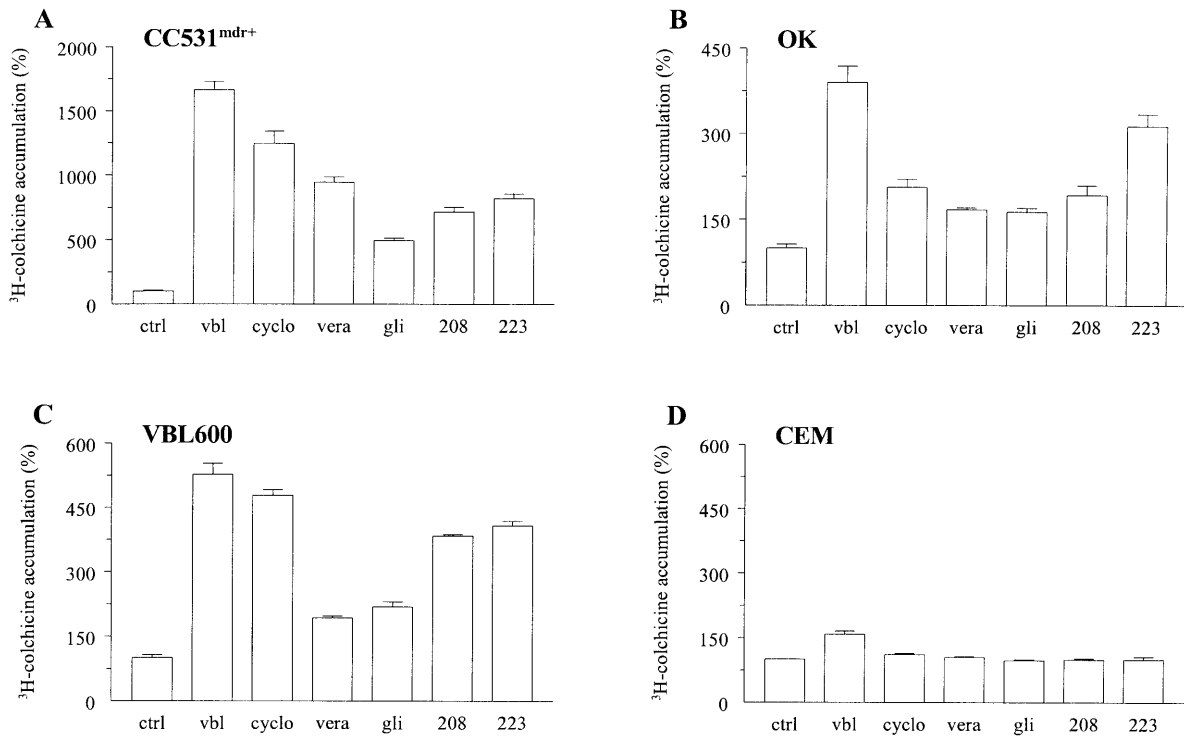 A
CC531mdr+
³H-colchicine accumulation (%)
2000
1500
1000
500
0
ctrl vbl cyclo vera gli 208 223
B
OK
³H-colchicine accumulation (%)
450
300
150
0
ctrl vbl cyclo vera gli 208 223
C
VBL600
³H-colchicine accumulation (%)
600
450
300
150
0
ctrl vbl cyclo vera gli 208 223
D
CEM
³H-colchicine accumulation (%)
600
450
300
150
0
ctrl vbl cyclo vera gli 208 223